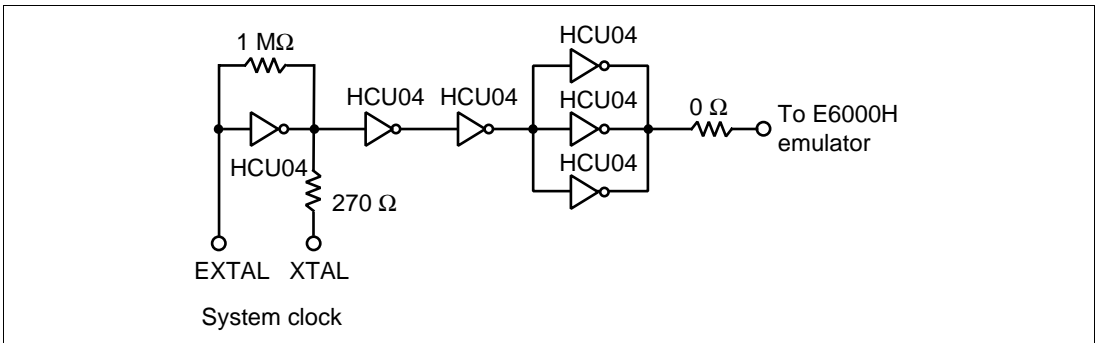 1 MΩ
HCU04
HCU04
HCU04 HCU04
270 Ω
HCU04
HCU04
HCU04
0 Ω
To E6000H
emulator
EXTAL XTAL
System clock